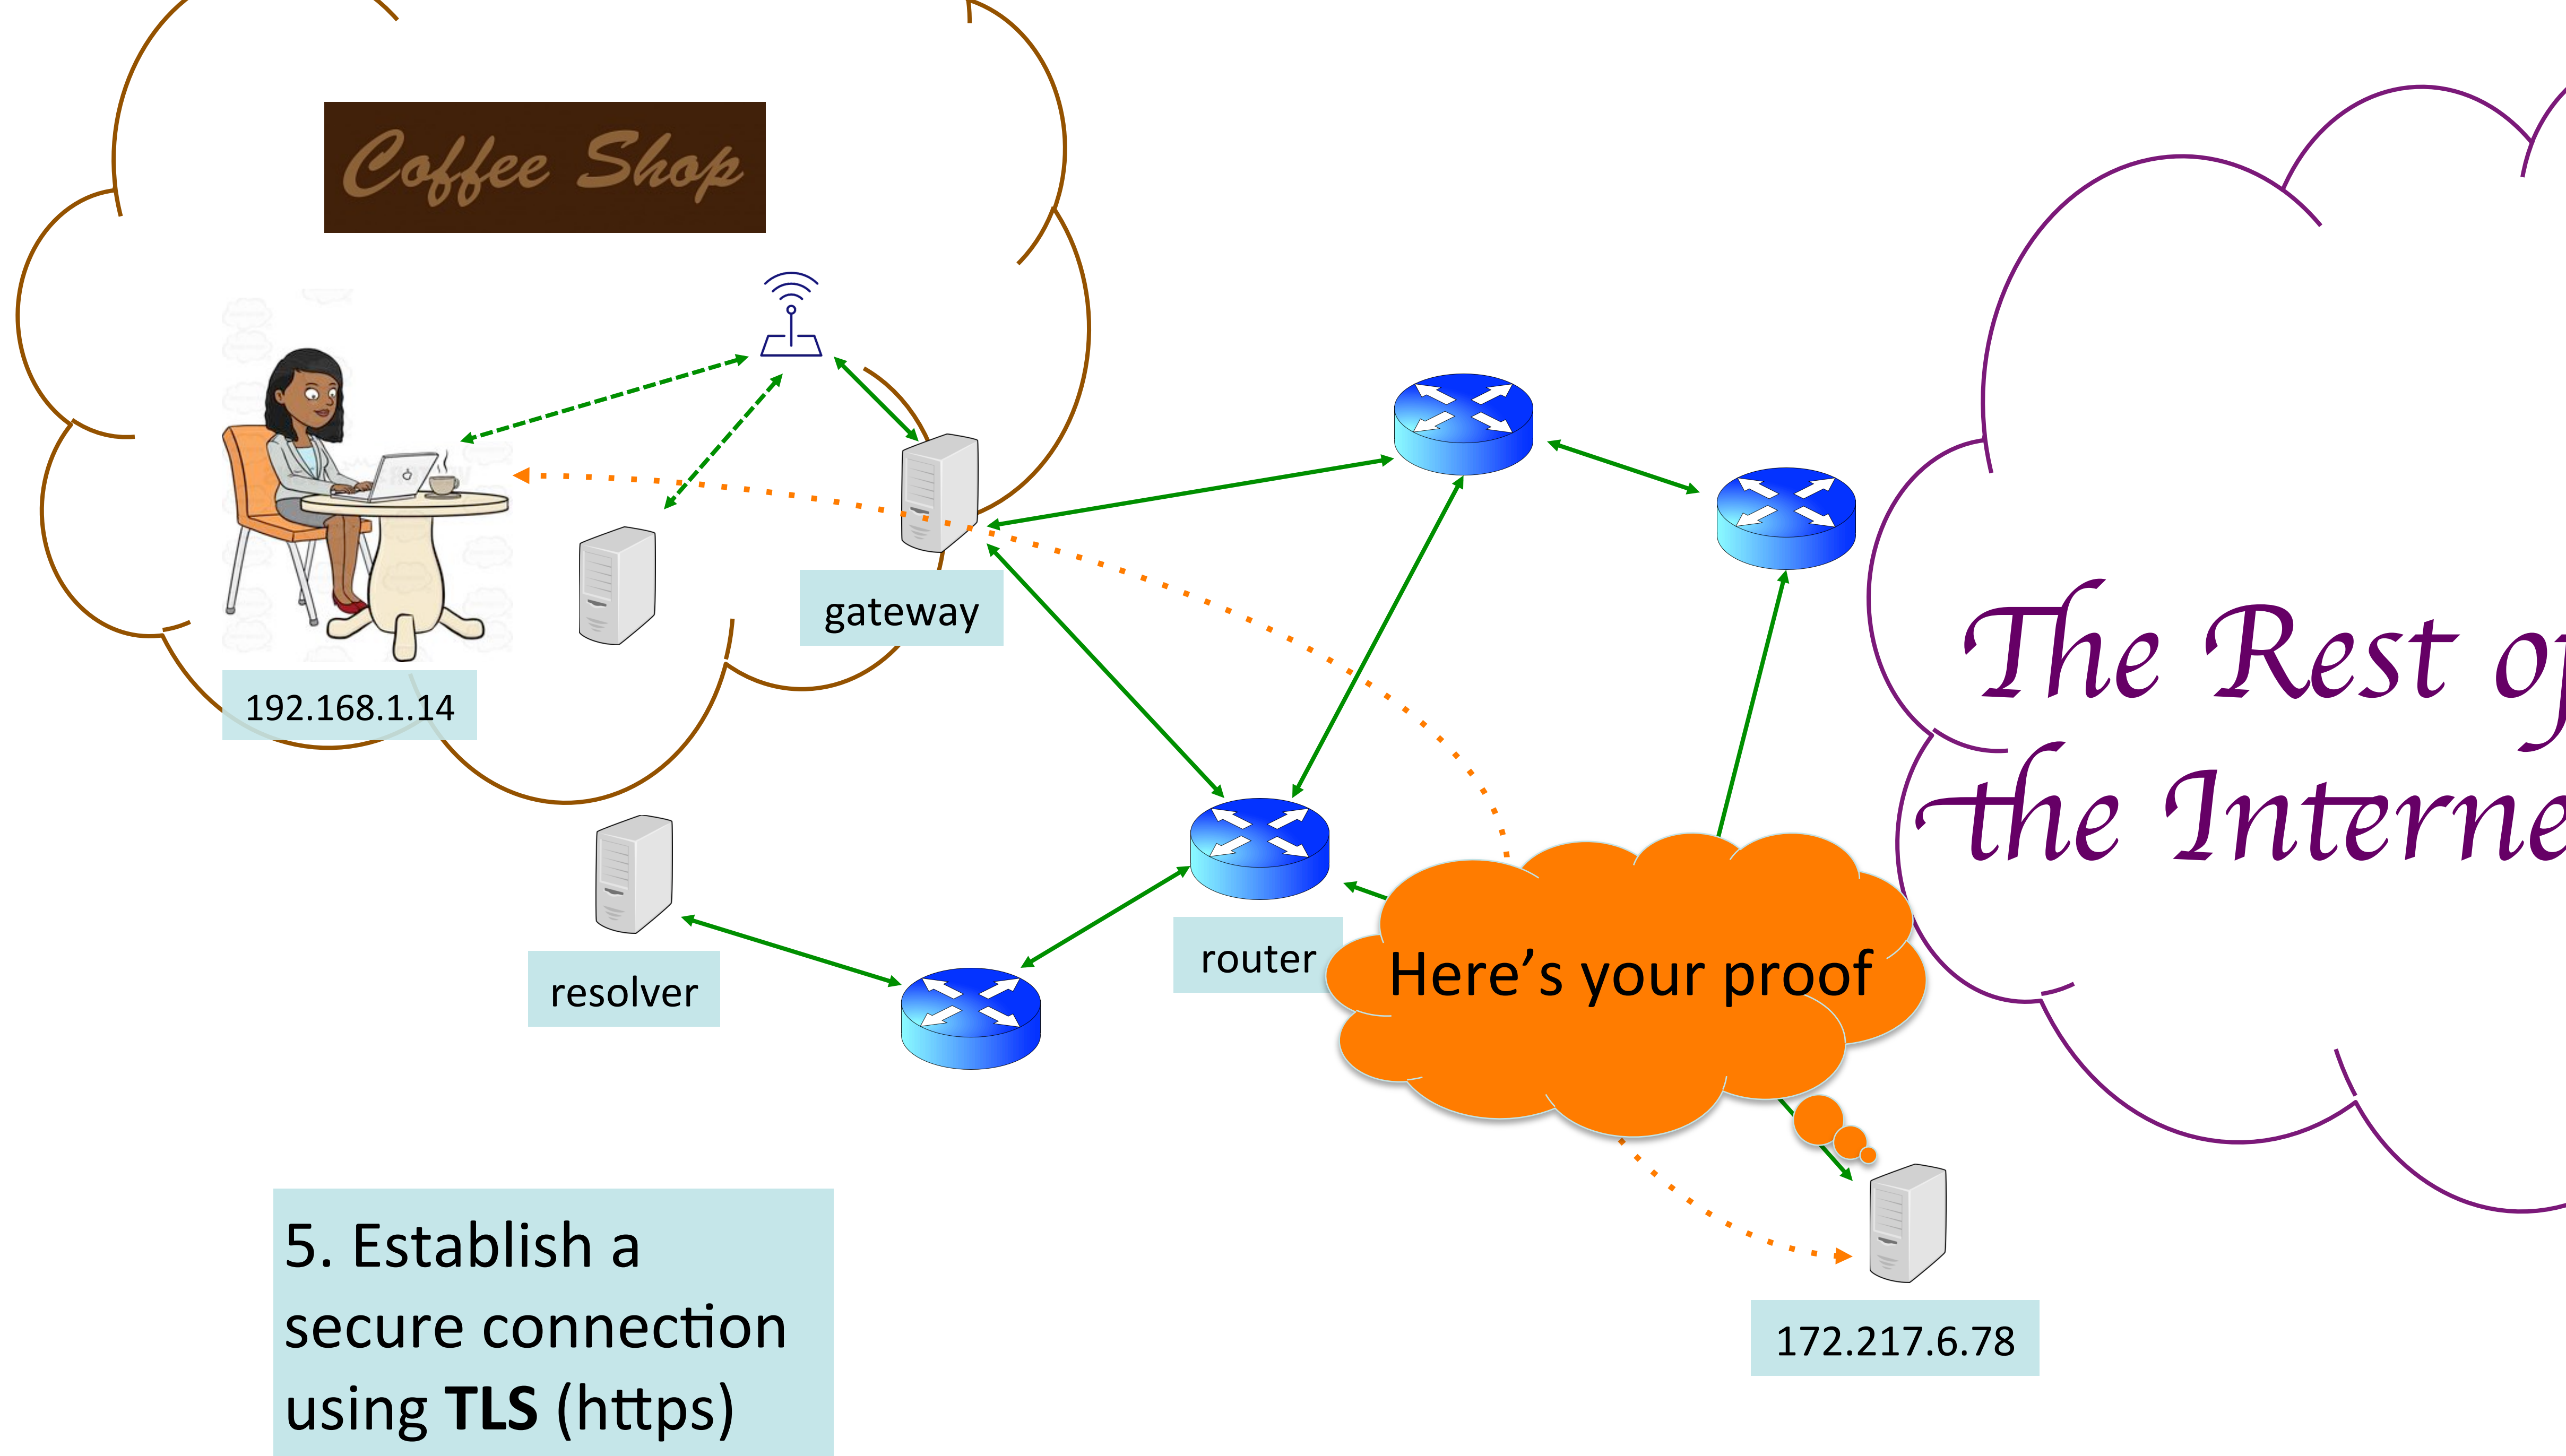 Coffee Shop
gateway
192.168.1.14
The Rest of
the Interne
resolver
router
Here's your proof
5. Establish a
secure connection
using TLS (https)
172.217.6.78